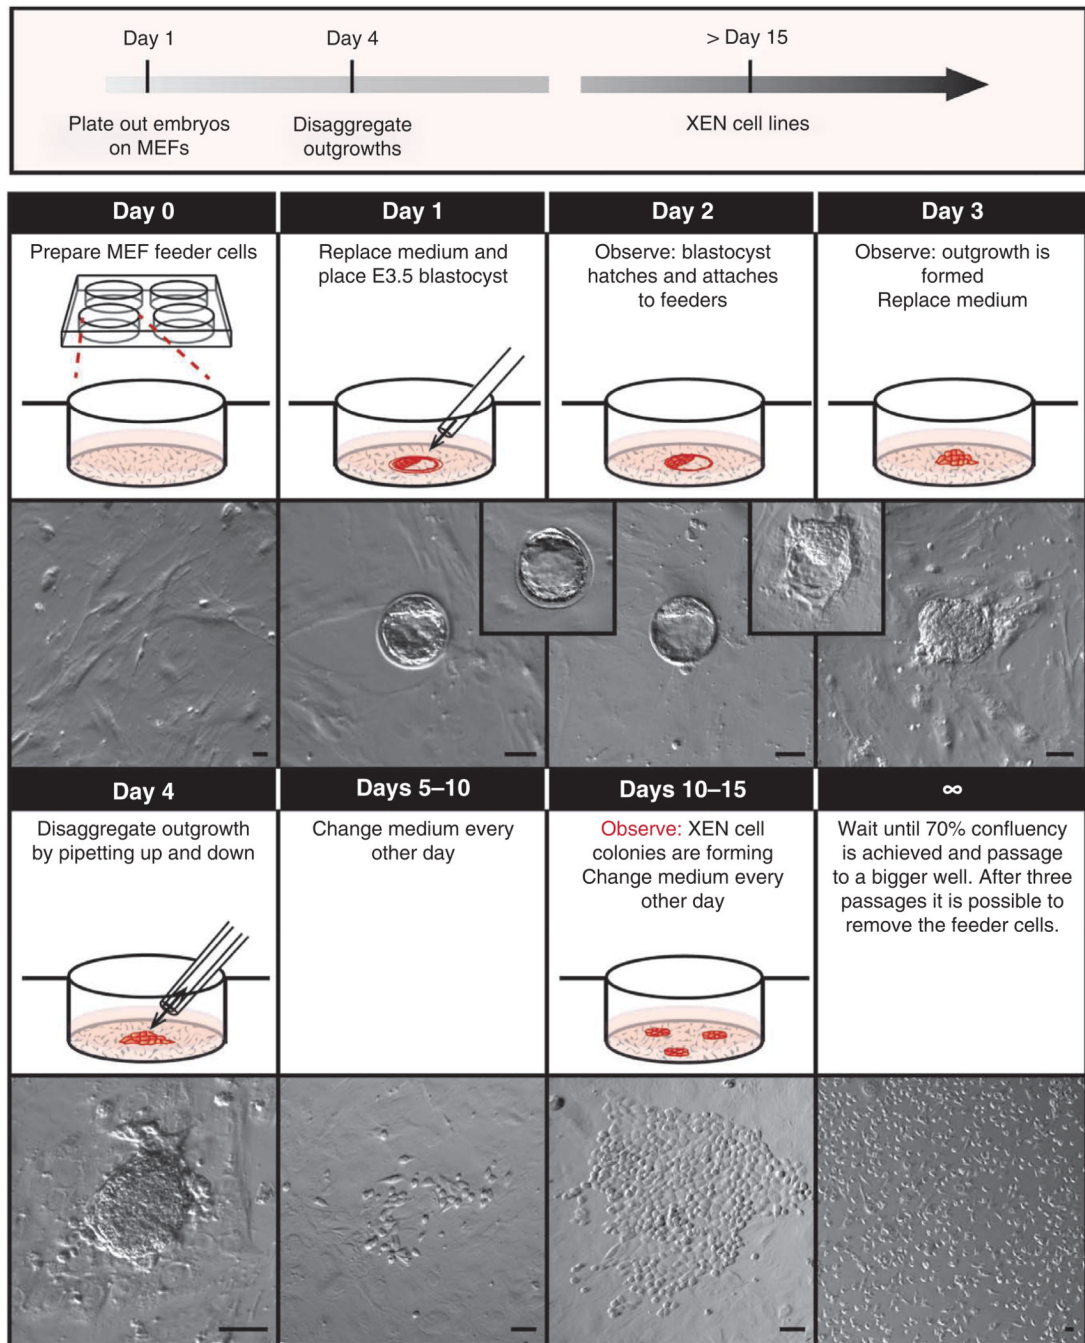 Day 1
Day 4
> Day 15
Plate out embryos
on MEFs
Disaggregate
outgrowths
XEN cell lines
Day 0
Day 1
Day 2
Day 3
Prepare MEF feeder cells
Replace medium and
place E3.5 blastocyst
Observe: blastocyst
hatches and attaches
to feeders
Observe: outgrowth is
formed
Replace medium
Day 4
Days 5–10
Days 10–15
∞
Disaggregate outgrowth
by pipetting up and down
Change medium every
other day
Observe: XEN cell
colonies are forming
Change medium every
other day
Wait until 70% confluency
is achieved and passage
to a bigger well. After three
passages it is possible to
remove the feeder cells.